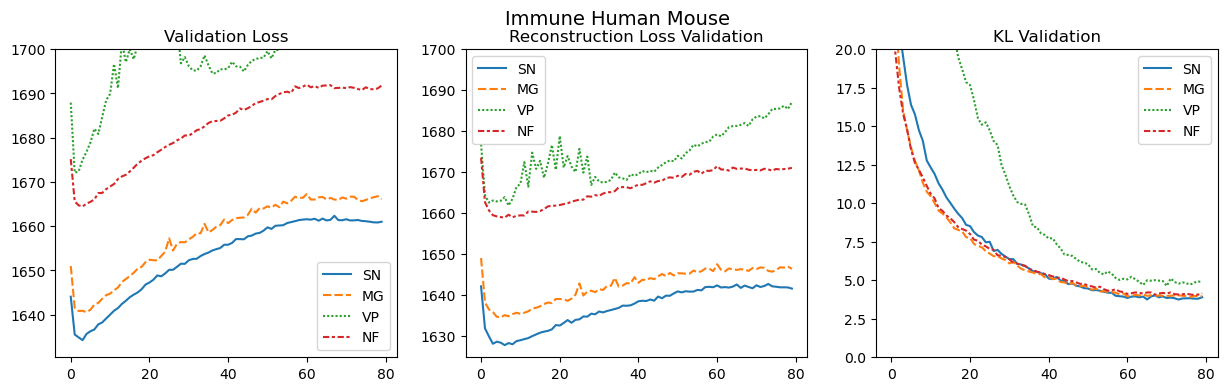 Immune Human Mouse
Validation Loss
1700
1690
1680
1670
1660
1650
1640
0 20 40 60 80
SN
MG
VP
NF
Reconstruction Loss Validation
1700
1690
1680
1670
1660
1650
1640
1630
0 20 40 60 80
SN
MG
VP
NF
KL Validation
20.0
17.5
15.0
12.5
10.0
7.5
5.0
2.5
0.0
0 20 40 60 80
SN
MG
VP
NF